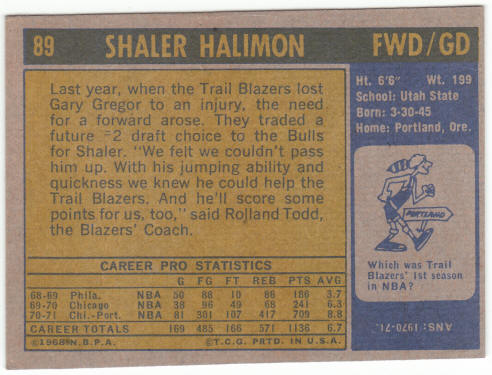 89 SHALER HALIMON FWD/GD
Last year, when the Trail Blazers lost
Gary Gregor to an injury, the need
for a forward arose. They traded a
future #2 draft choice to the Bulls
for Shaler. "We felt we couldn't pass
him up. With his jumping ability and
quickness we knew he could help the
Trail Blazers. And he'll score some
points for us, too," said Rolland Todd,
the Blazers' Coach.
Ht. 6'6" Wt. 199
School: Utah State
Born: 3-30-45
Home: Portland, Ore.
PORTLAND
Which was Trail
Blazers' 1st season
in NBA?
ANS: 1970-71.
CAREER PRO STATISTICS
G FG FT REB PTS AVG
68-69 Phila. NBA 50 88 10 86 186 3.7
69-70 Chicago NBA 38 96 49 68 241 6.3
70-71 Chi.-Port. NBA 81 301 107 417 709 8.8
CAREER TOTALS 169 485 166 571 1136 6.7
©1968 N.B.P.A. ©T.C.G. PRTD. IN U.S.A.